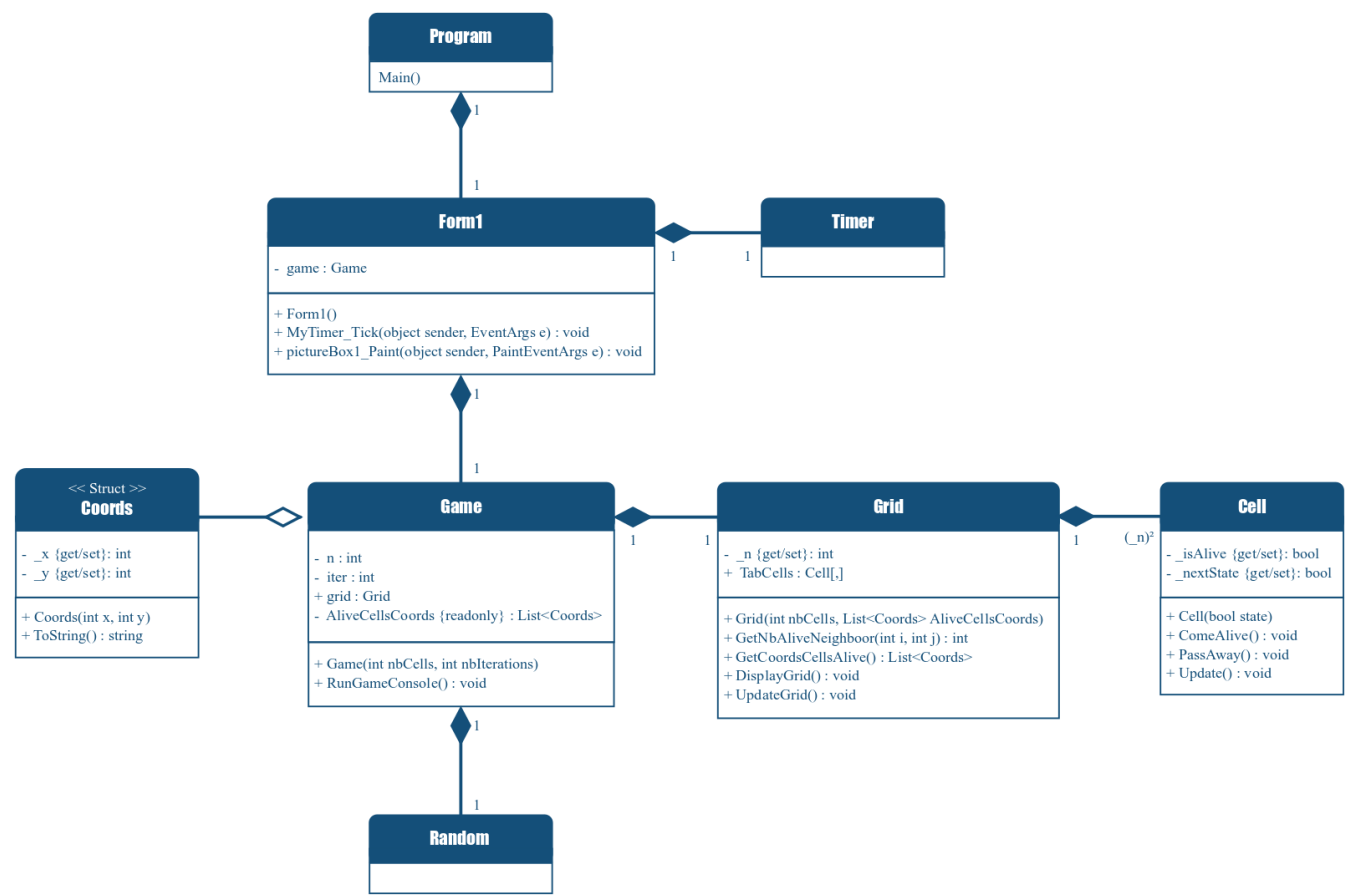 Program
Main()
1
1
Form1
- game : Game
+ Form1()
+ MyTimer_Tick(object sender, EventArgs e) : void
+ pictureBox1_Paint(object sender, PaintEventArgs e) : void
1
1
Timer
1
1
<< Struct >>
Coords
- _x {get/set}: int
- _y {get/set}: int
+ Coords(int x, int y)
+ ToString() : string
Game
- n : int
- iter : int
+ grid : Grid
- AliveCellsCoords {readonly} : List<Coords>
+ Game(int nbCells, int nbIterations)
+ RunGameConsole() : void
1
1
Grid
- _n {get/set}: int
+ TabCells : Cell[,]
+ Grid(int nbCells, List<Coords> AliveCellsCoords)
+ GetNbAliveNeighboor(int i, int j) : int
+ GetCoordsCellsAlive() : List<Coords>
+ DisplayGrid() : void
+ UpdateGrid() : void
1
(_n)²
Cell
- _isAlive {get/set}: bool
- _nextState {get/set}: bool
+ Cell(bool state)
+ ComeAlive() : void
+ PassAway() : void
+ Update() : void
1
1
Random